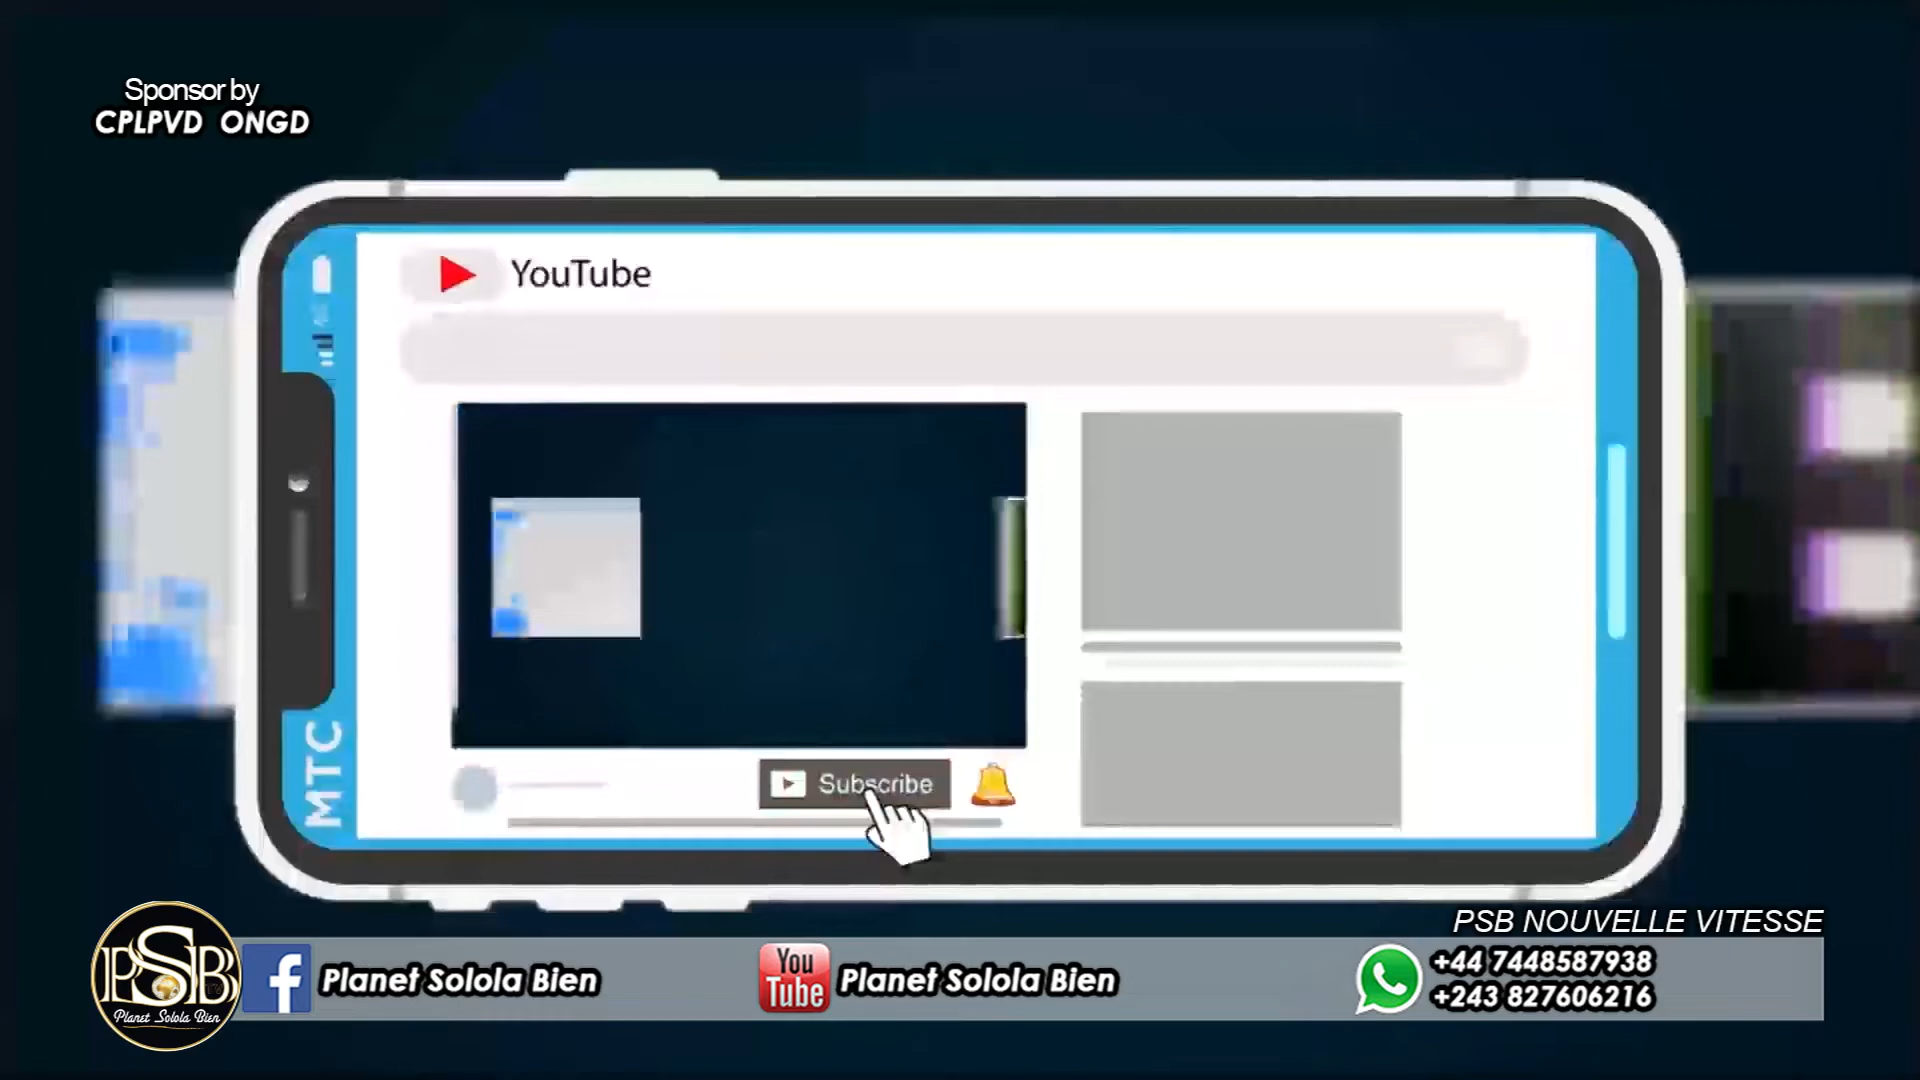 Sponsor by
CPLPVD ONGD
YouTube
MTC
Subscribe
PSB NOUVELLE VITESSE
PSB
Planet Solola Bien
f Planet Solola Bien
You
Tube
Planet Solola Bien
+44 7448587938
+243 827606216